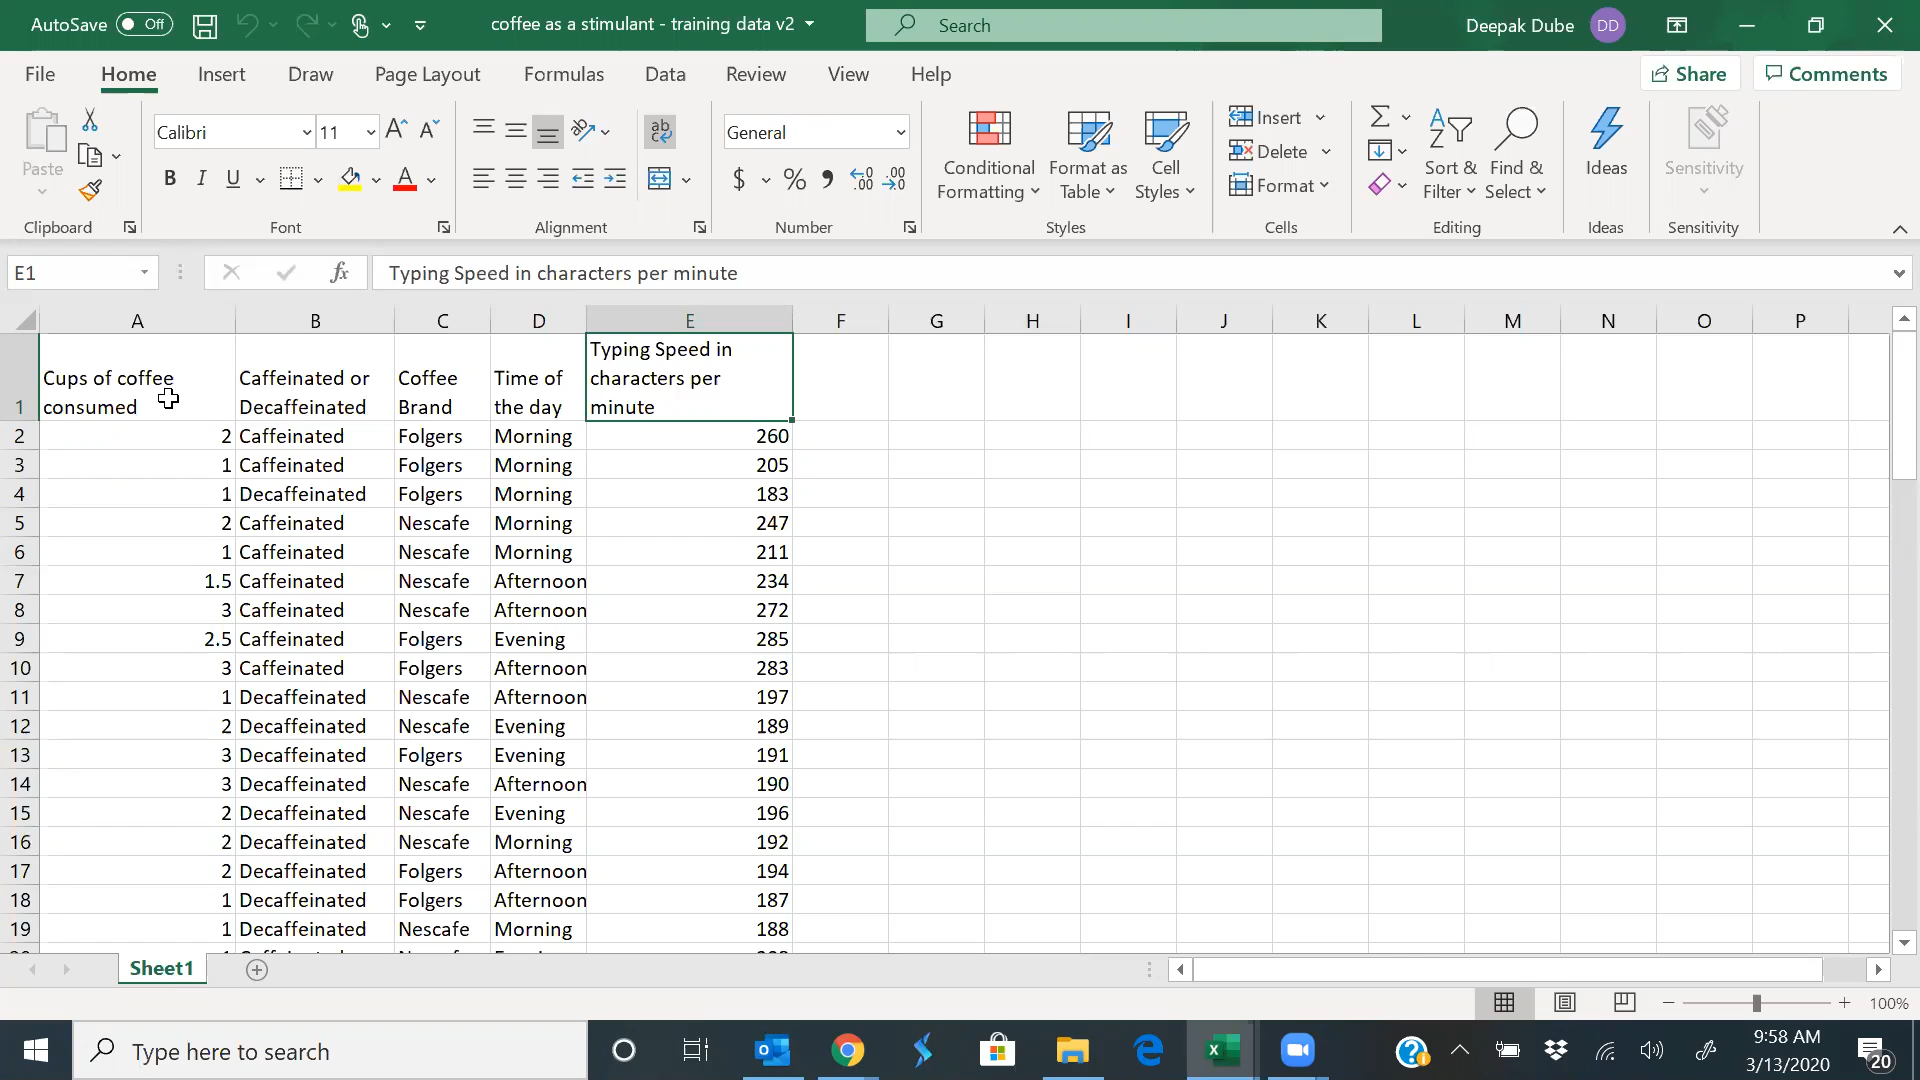 AutoSave Off coffee as a stimulant - training data v2 Search Deepak Dube DD
File Home Insert Draw Page Layout Formulas Data Review View Help Share Comments
Paste Calibri 11 General
Conditional Formatting Format as Table Cell Styles
Insert Delete Format
Sort & Filter Find & Select Ideas Sensitivity
Clipboard Font Alignment Number Styles Cells Editing Ideas Sensitivity
E1 fx Typing Speed in characters per minute
A B C D E F G H I J K L M N O P
1 Cups of coffee consumed Caffeinated or Decaffeinated Coffee Brand Time of the day Typing Speed in characters per minute
2 2 Caffeinated Folgers Morning 260
3 1 Caffeinated Folgers Morning 205
4 1 Decaffeinated Folgers Morning 183
5 2 Caffeinated Nescafe Morning 247
6 1 Caffeinated Nescafe Morning 211
7 1.5 Caffeinated Nescafe Afternoon 234
8 3 Caffeinated Nescafe Afternoon 272
9 2.5 Caffeinated Folgers Evening 285
10 3 Caffeinated Folgers Afternoon 283
11 1 Decaffeinated Nescafe Afternoon 197
12 2 Decaffeinated Nescafe Evening 189
13 3 Decaffeinated Folgers Evening 191
14 3 Decaffeinated Nescafe Afternoon 190
15 2 Decaffeinated Nescafe Evening 196
16 2 Decaffeinated Nescafe Morning 192
17 2 Decaffeinated Folgers Afternoon 194
18 1 Decaffeinated Folgers Afternoon 187
19 1 Decaffeinated Nescafe Morning 188
Sheet1
100%
Type here to search 9:58 AM
3/13/2020 20